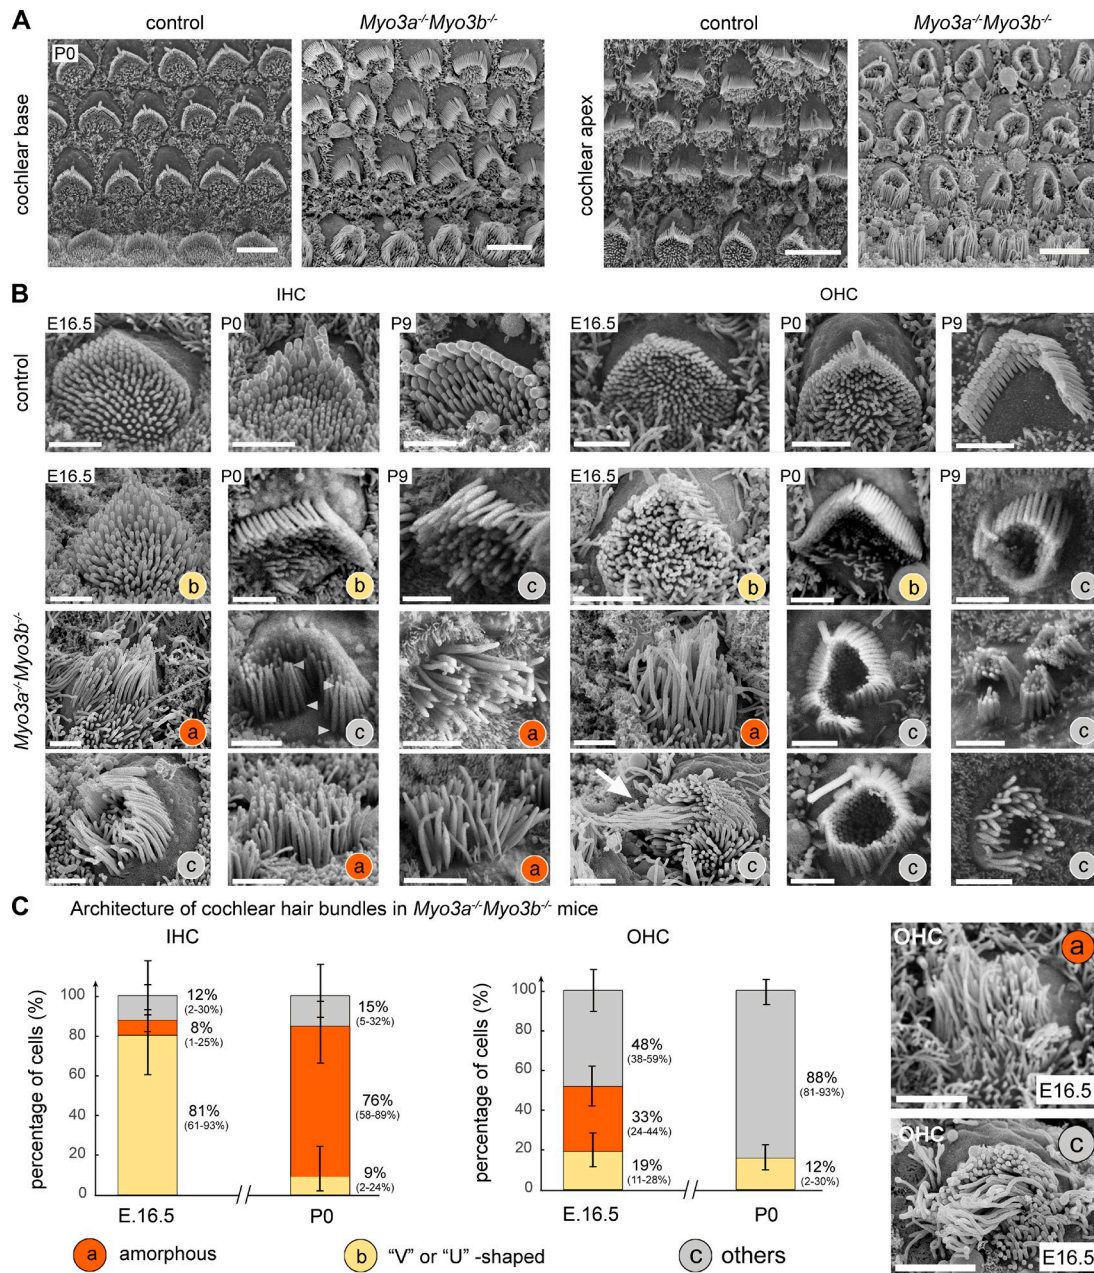 A
control
Myo3a-/-Myo3b-/-
control
Myo3a-/-Myo3b-/-
P0
cochlear base
cochlear apex
B
IHC
OHC
control
E16.5
P0
P9
E16.5
P0
P9
Myo3a-/-Myo3b-/-
E16.5
P0
P9
E16.5
P0
P9
b
b
c
b
b
c
a
c
a
a
c
c
c
a
a
c
c
c
C
Architecture of cochlear hair bundles in Myo3a-/-Myo3b-/- mice
IHC
percentage of cells (%)
100
80
60
40
20
0
12%
(2-30%)
8%
(1-25%)
81%
(61-93%)
15%
(5-32%)
76%
(58-89%)
9%
(2-24%)
E.16.5
//
P0
OHC
percentage of cells (%)
100
80
60
40
20
0
48%
(38-59%)
33%
(24-44%)
19%
(11-28%)
88%
(81-93%)
12%
(2-30%)
E.16.5
//
P0
OHC
a
E16.5
OHC
c
E16.5
a amorphous
b "V" or "U" -shaped
c others